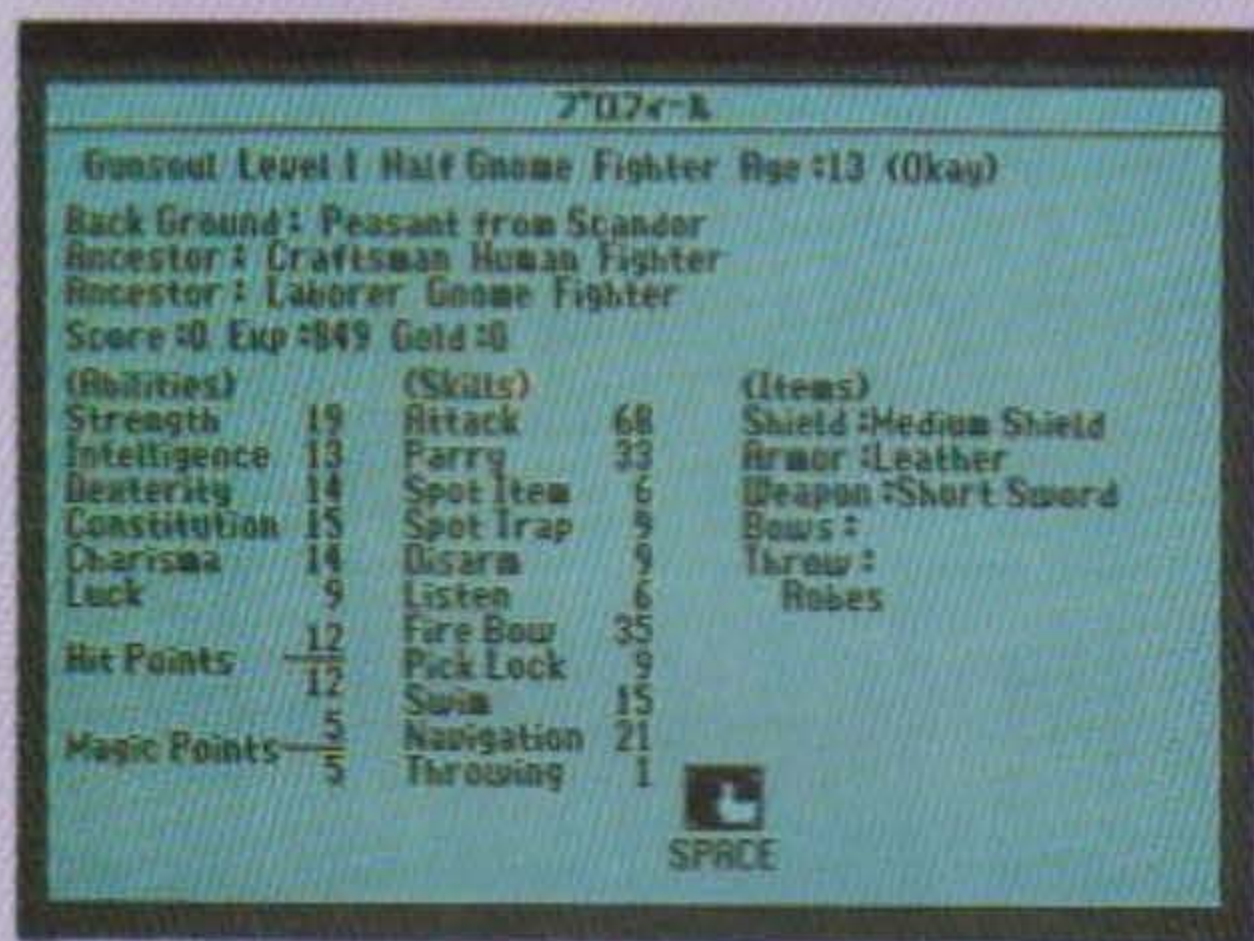 プロフィール
Gunsoul Level 1 Half Gnome Fighter Age :13 (Okay)
Back Ground : Peasant from Scandor
Ancestor : Craftsman Human Fighter
Ancestor : Laborer Gnome Fighter
Score :0 Exp :849 Gold :0
(Abilities) (Skills) (Items)
Strength 19 Attack 68 Shield :Medium Shield
Intelligence 13 Parry 33 Armor :Leather
Dexterity 14 Spot Item 6 Weapon :Short Sword
Constitution 15 Spot Trap 9 Bows :
Charisma 14 Disarm 9 Throw :
Luck 9 Listen 6 Robes
Hit Points 12/12 Fire Bow 35
Pick Lock 9
Swim 15
Magic Points 5/5 Navigation 21
Throwing 1
SPACE